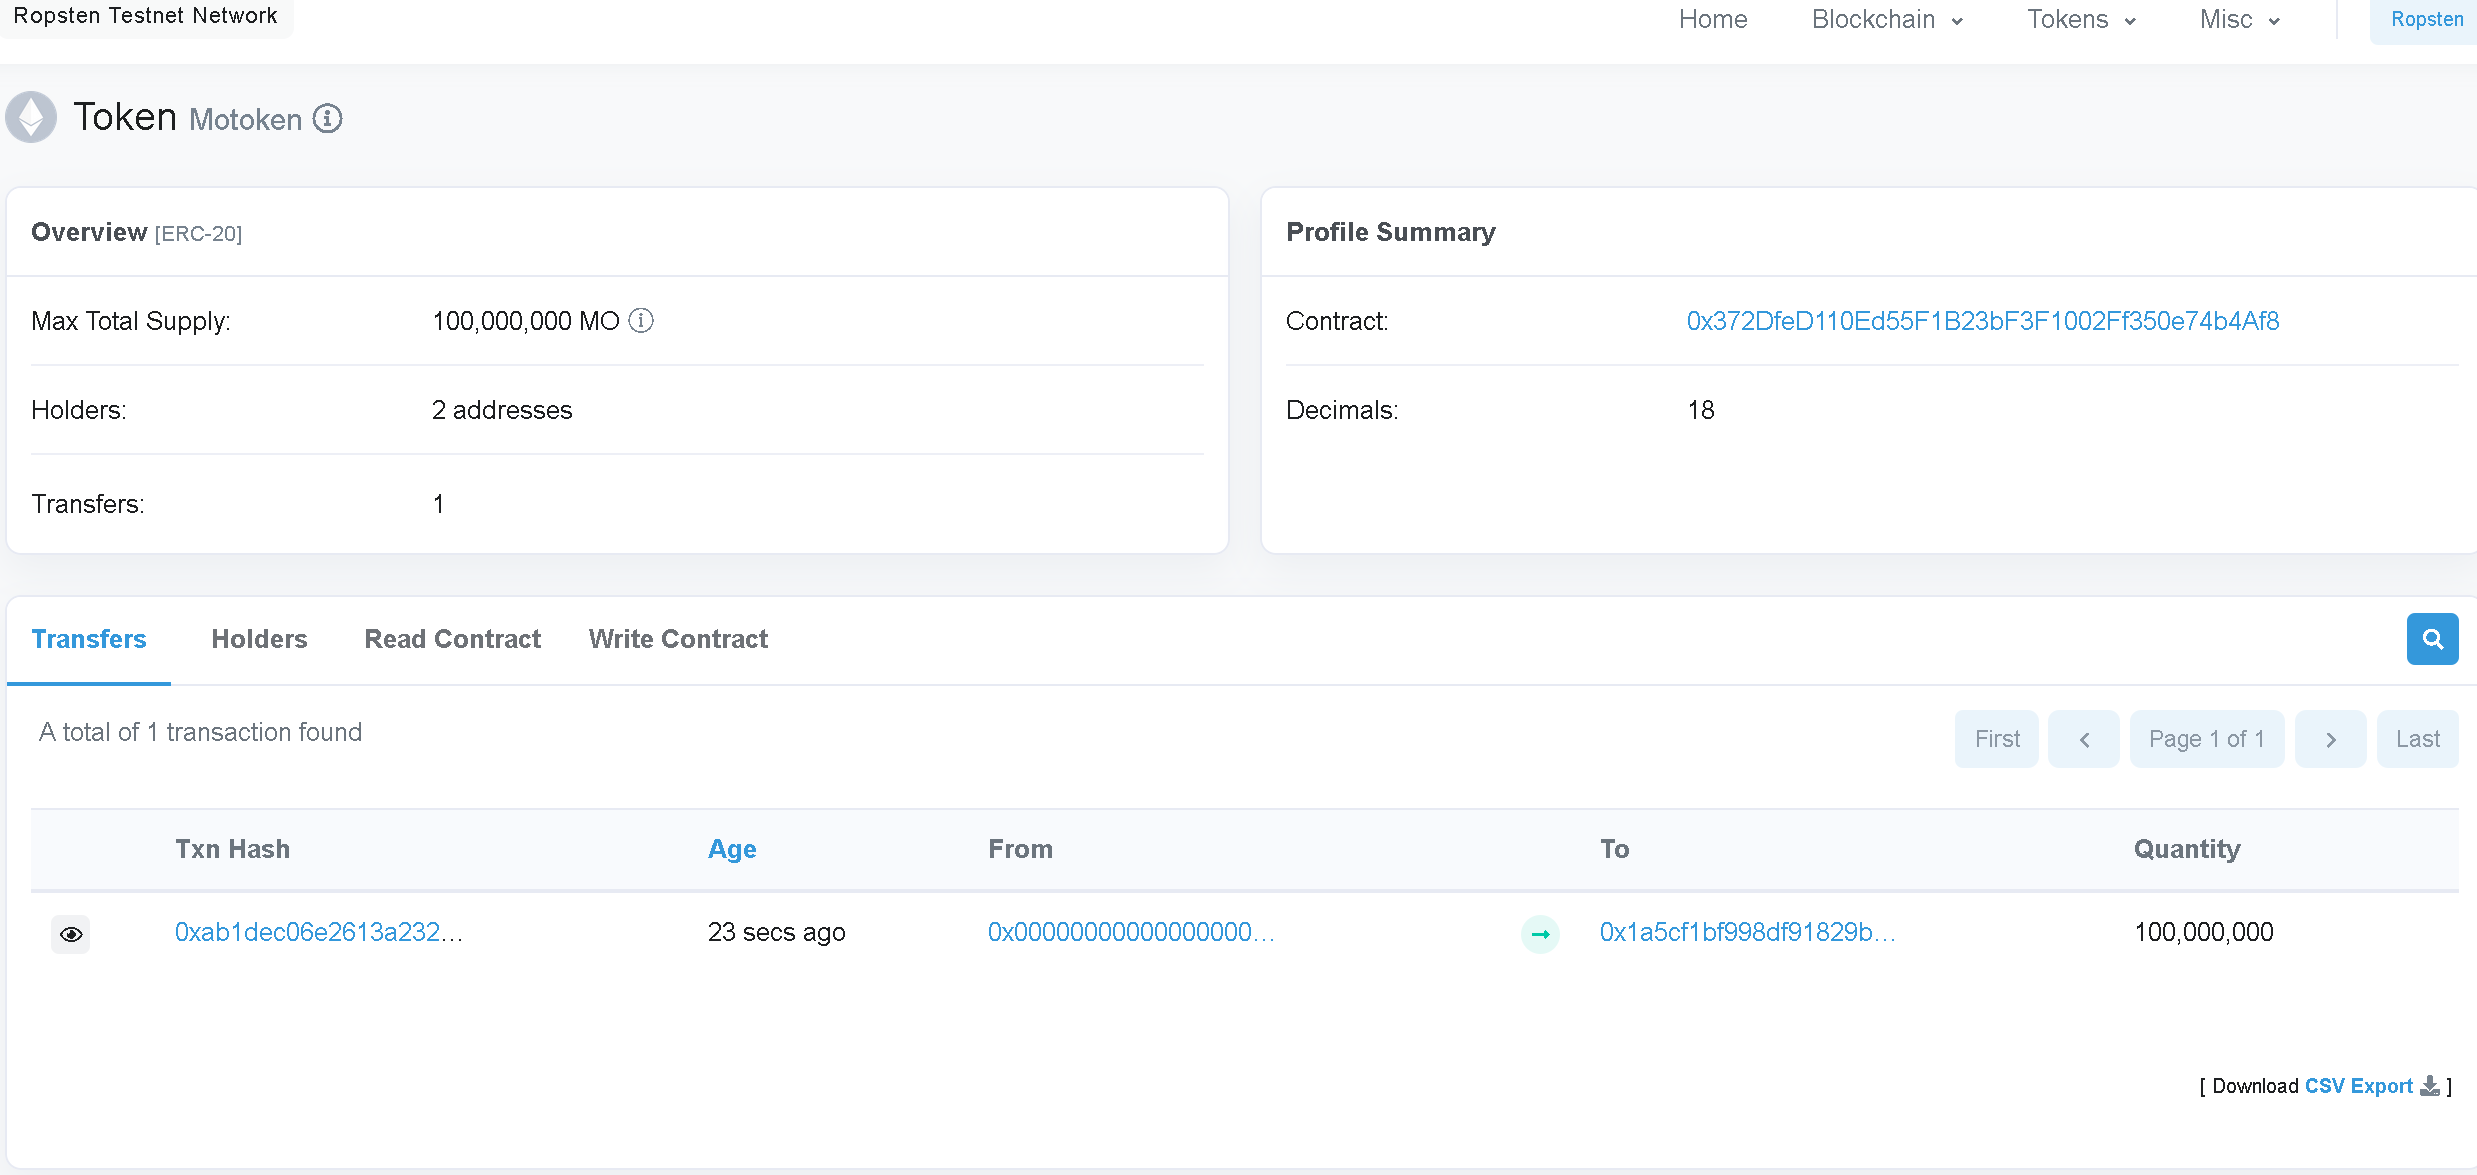 Ropsten Testnet Network
Home Blockchain Tokens Misc Ropsten
Token Motoken
Overview [ERC-20]
Max Total Supply: 100,000,000 MO
Holders: 2 addresses
Transfers: 1
Profile Summary
Contract: 0x372DfeD110Ed55F1B23bF3F1002Ff350e74b4Af8
Decimals: 18
Transfers Holders Read Contract Write Contract
A total of 1 transaction found
First Page 1 of 1 Last
Txn Hash Age From To Quantity
0xab1dec06e2613a232... 23 secs ago 0x00000000000000000... 0x1a5cf1bf998df91829b... 100,000,000
[ Download CSV Export ]